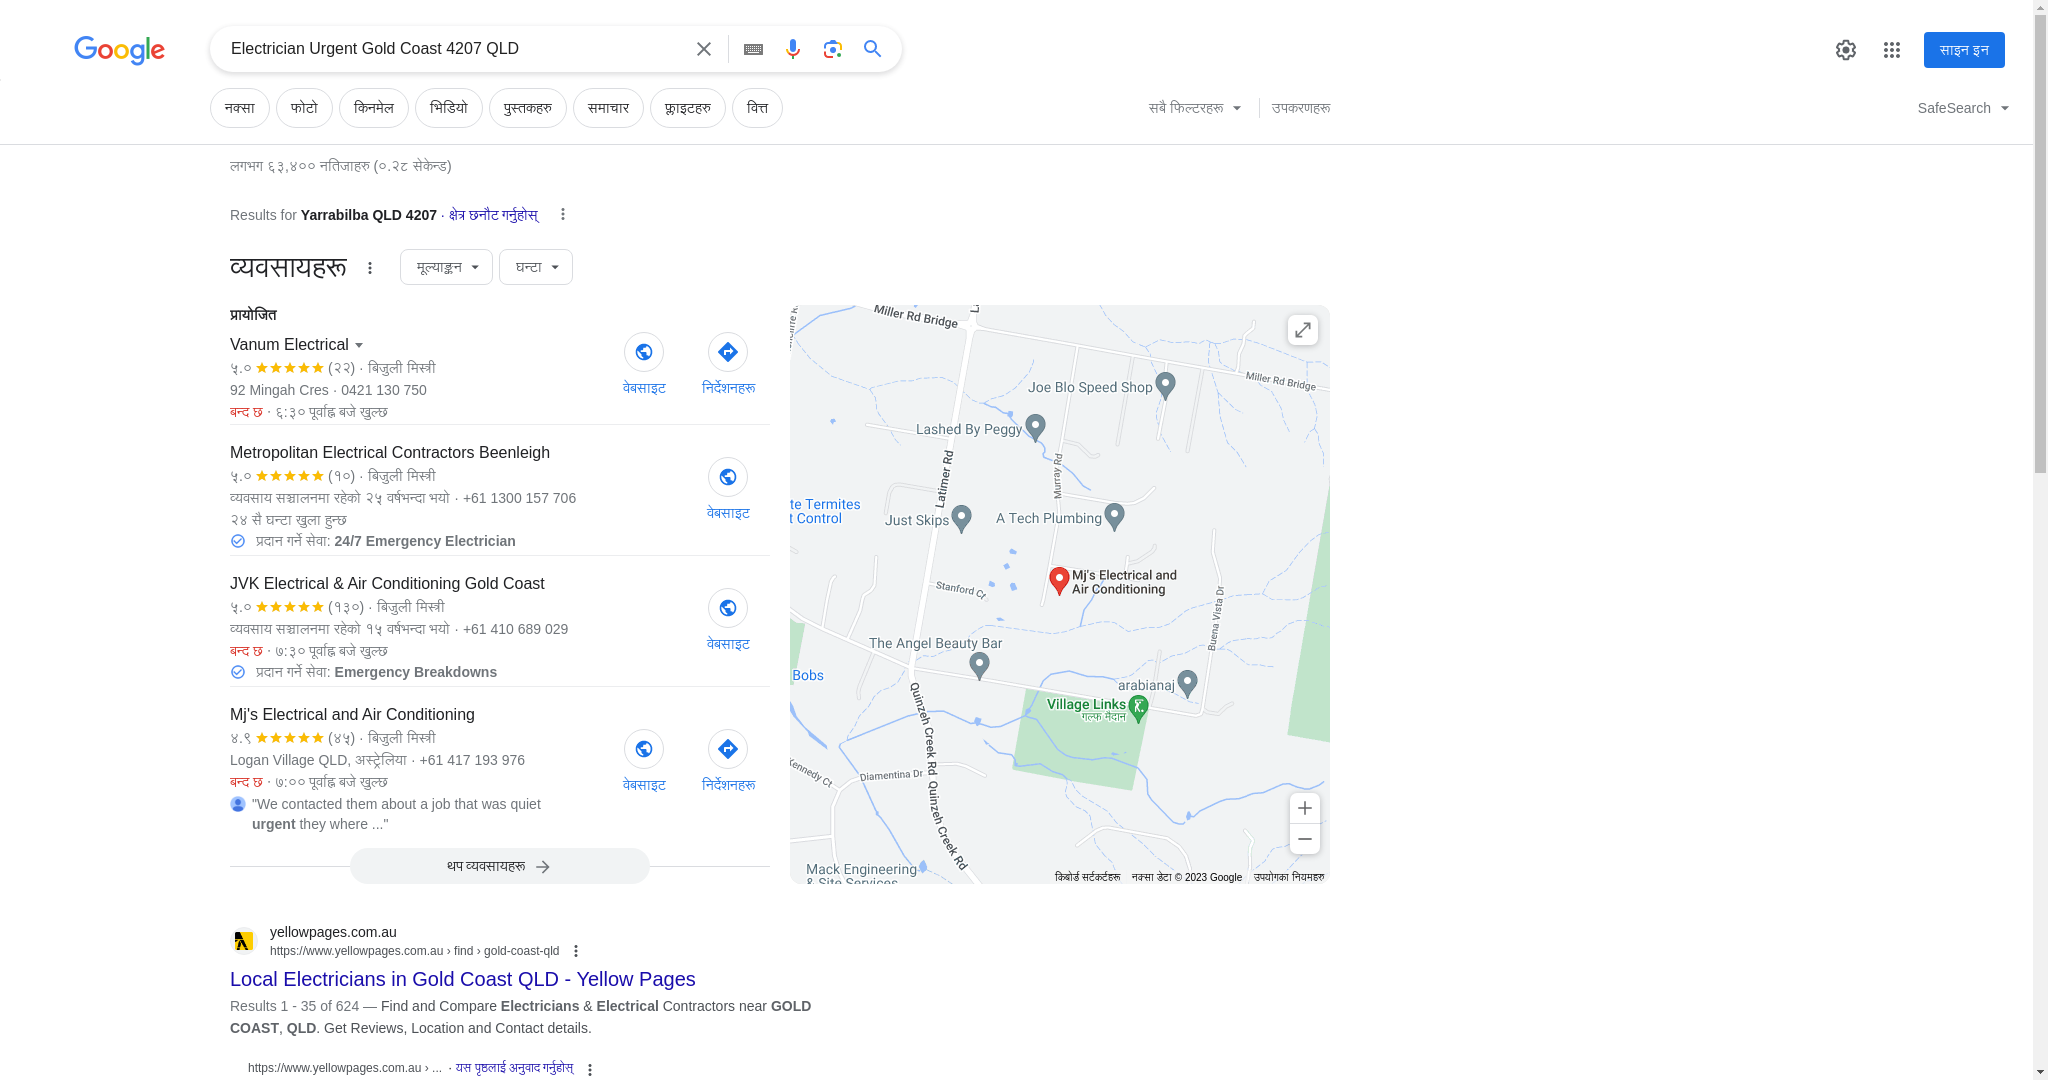 Google
Electrician Urgent Gold Coast 4207 QLD
साइन इन
नक्सा
फोटो
किनमेल
भिडियो
पुस्तकहरु
समाचार
फ्लाइटहरु
वित्त
सबै फिल्टरहरू
उपकरणहरू
SafeSearch
लगभग ६३,४०० नतिजाहरु (०.२८ सेकेन्ड)
Results for Yarrabilba QLD 4207 · क्षेत्र छनौट गर्नुहोस्
व्यवसायहरू
मूल्याङ्कन
घन्टा
प्रायोजित
Vanum Electrical
५.० (२२) · बिजुली मिस्त्री
92 Mingah Cres · 0421 130 750
बन्द छ · ६:३० पूर्वाह्न बजे खुल्छ
वेबसाइट
निर्देशनहरू
Metropolitan Electrical Contractors Beenleigh
५.० (१०) · बिजुली मिस्त्री
व्यवसाय सञ्चालनमा रहेको २५ वर्षभन्दा भयो · +61 1300 157 706
२४ सै घन्टा खुला हुन्छ
प्रदान गर्ने सेवा: 24/7 Emergency Electrician
वेबसाइट
JVK Electrical & Air Conditioning Gold Coast
५.० (१३०) · बिजुली मिस्त्री
व्यवसाय सञ्चालनमा रहेको १५ वर्षभन्दा भयो · +61 410 689 029
बन्द छ · ७:३० पूर्वाह्न बजे खुल्छ
प्रदान गर्ने सेवा: Emergency Breakdowns
वेबसाइट
Mj's Electrical and Air Conditioning
४.९ (४५) · बिजुली मिस्त्री
Logan Village QLD, अस्ट्रेलिया · +61 417 193 976
बन्द छ · ७:०० पूर्वाह्न बजे खुल्छ
"We contacted them about a job that was quiet
urgent they where ..."
वेबसाइट
निर्देशनहरू
थप व्यवसायहरू
Miller Rd Bridge
Miller Rd Bridge
Joe Blo Speed Shop
Lashed By Peggy
Latimer Rd
Murray Rd
te Termites
t Control
Just Skips
A Tech Plumbing
Mj's Electrical and
Air Conditioning
Stanford Ct
Buena Vista Dr
The Angel Beauty Bar
Bobs
arabianaj
Village Links
गल्फ मैदान
Quinzeh Creek Rd
Quinzeh Creek Rd
Kennedy Ct
Diamentina Dr
Mack Engineering
& Site Services
किबोर्ड सर्टकर्टहरू
नक्सा डेटा © 2023 Google
उपयोगका नियमहरु
yellowpages.com.au
https://www.yellowpages.com.au › find › gold-coast-qld
Local Electricians in Gold Coast QLD - Yellow Pages
Results 1 - 35 of 624 — Find and Compare Electricians & Electrical Contractors near GOLD
COAST, QLD. Get Reviews, Location and Contact details.
https://www.yellowpages.com.au › ... · यस पृष्ठलाई अनुवाद गर्नुहोस्